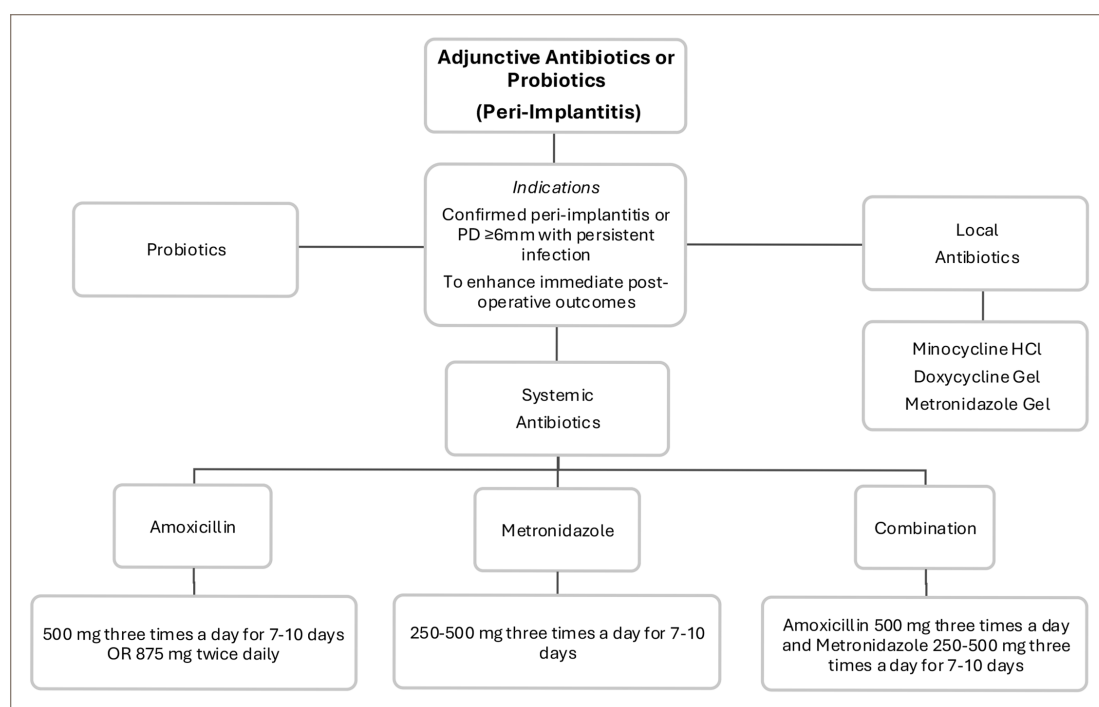 Adjunctive Antibiotics or
Probiotics
(Peri-Implantitis)
Indications
Confirmed peri-implantitis or
PD ≥6mm with persistent
infection
To enhance immediate post-
operative outcomes
Probiotics
Local
Antibiotics
Minocycline HCl
Doxycycline Gel
Metronidazole Gel
Systemic
Antibiotics
Amoxicillin
Metronidazole
Combination
500 mg three times a day for 7-10 days
OR 875 mg twice daily
250-500 mg three times a day for 7-10
days
Amoxicillin 500 mg three times a day
and Metronidazole 250-500 mg three
times a day for 7-10 days